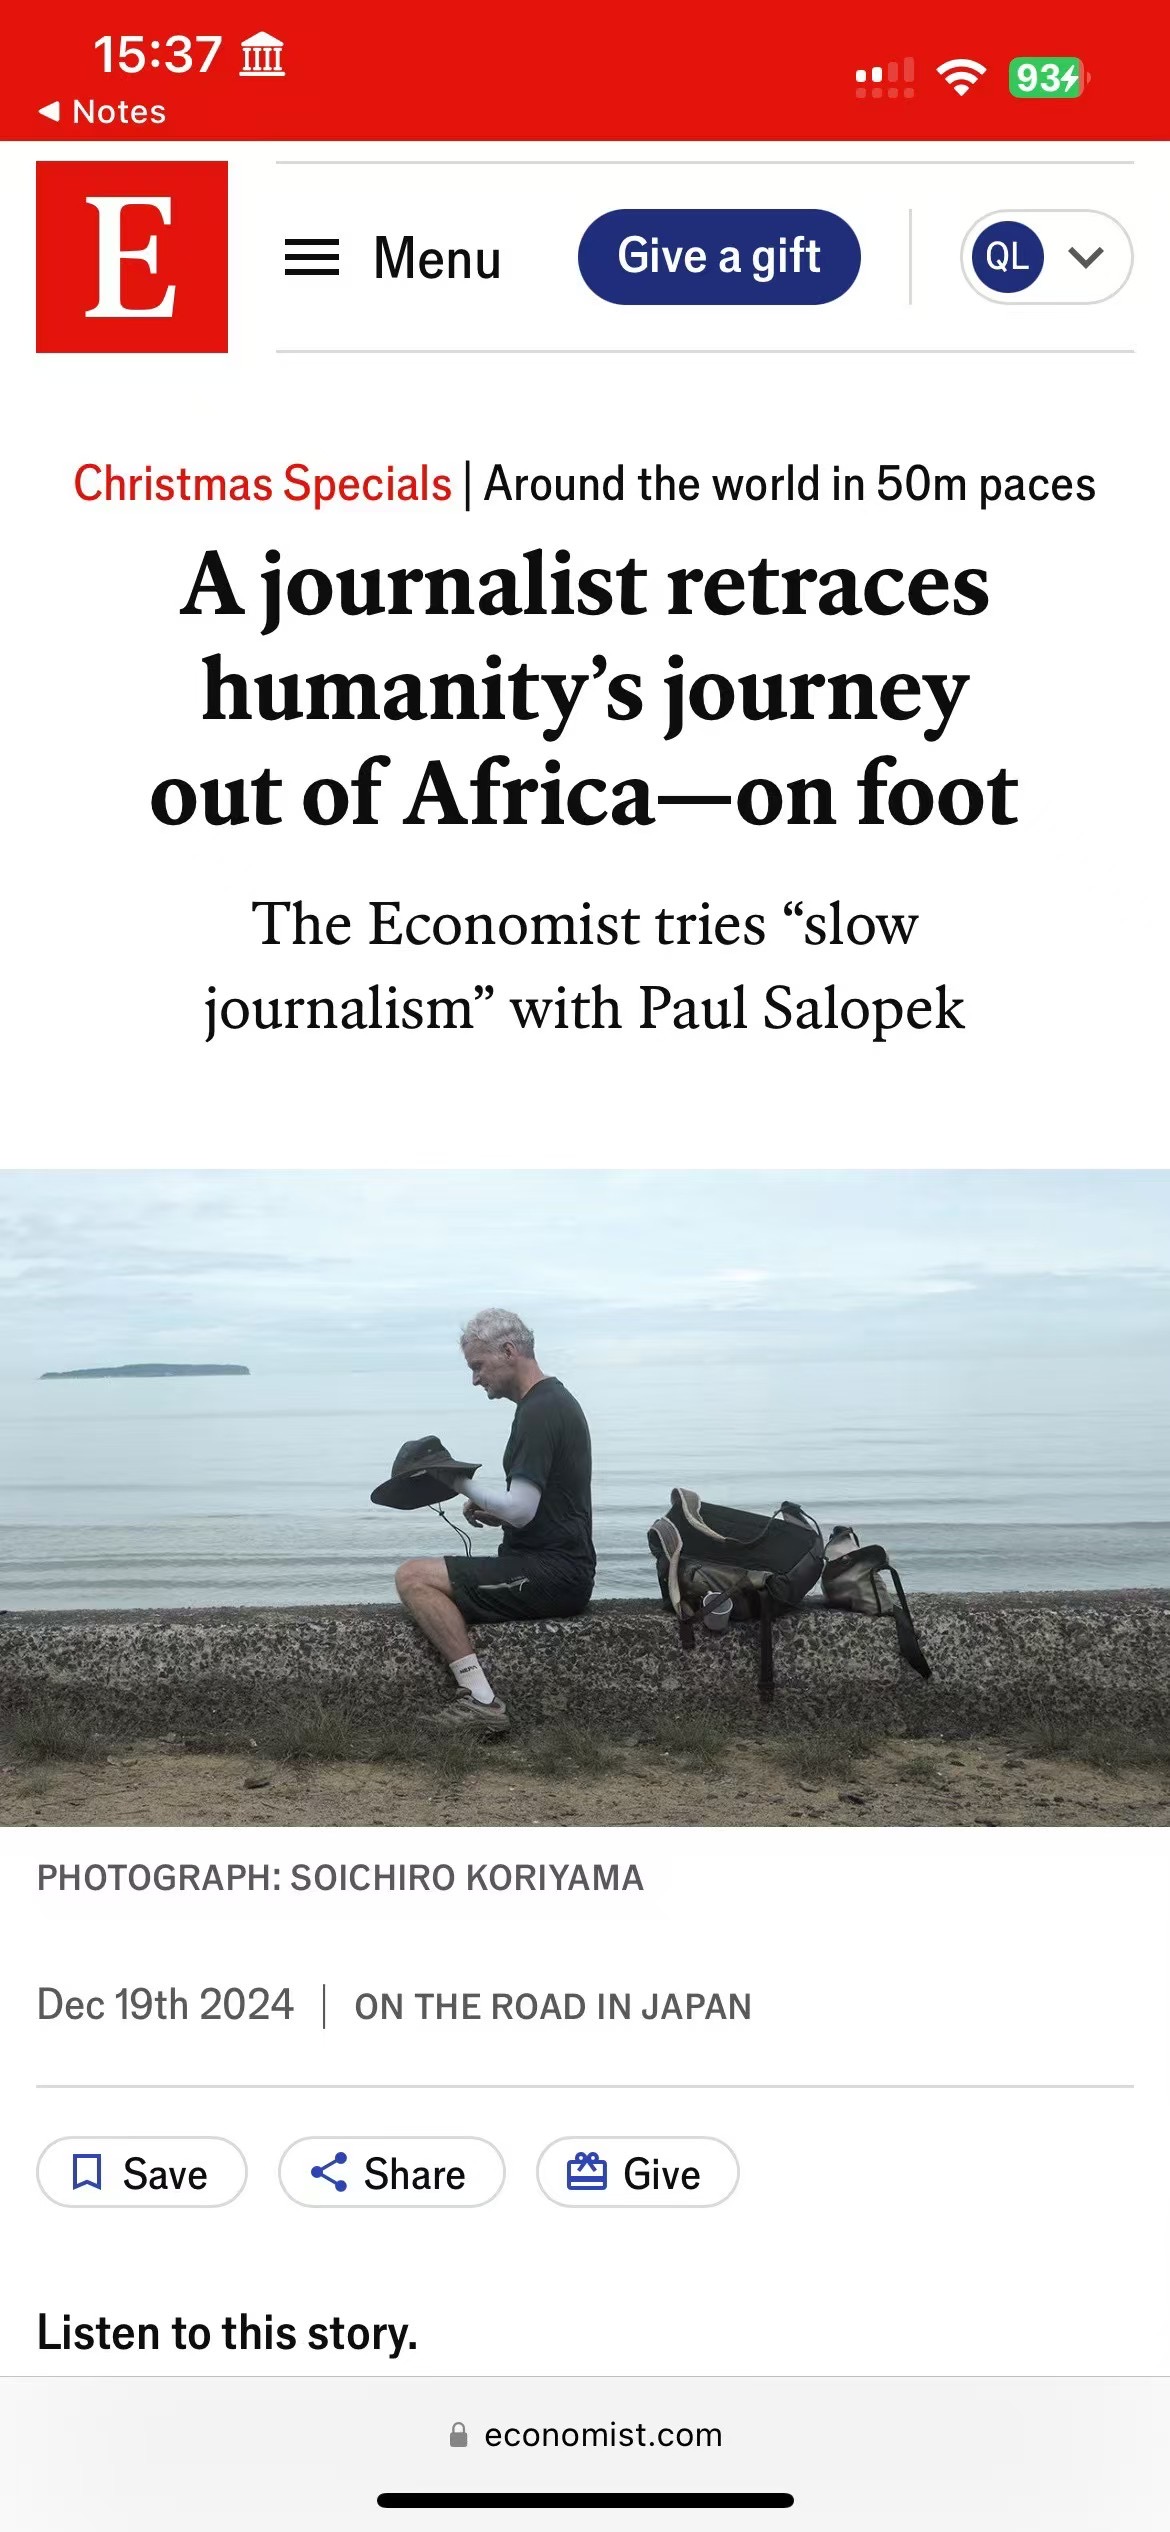 15:37
93
Notes
E
Menu
Give a gift
QL
Christmas Specials | Around the world in 50m paces
A journalist retraces
humanity’s journey
out of Africa—on foot
The Economist tries “slow
journalism” with Paul Salopek
PHOTOGRAPH: SOICHIRO KORIYAMA
Dec 19th 2024 | ON THE ROAD IN JAPAN
Save
Share
Give
Listen to this story.
economist.com